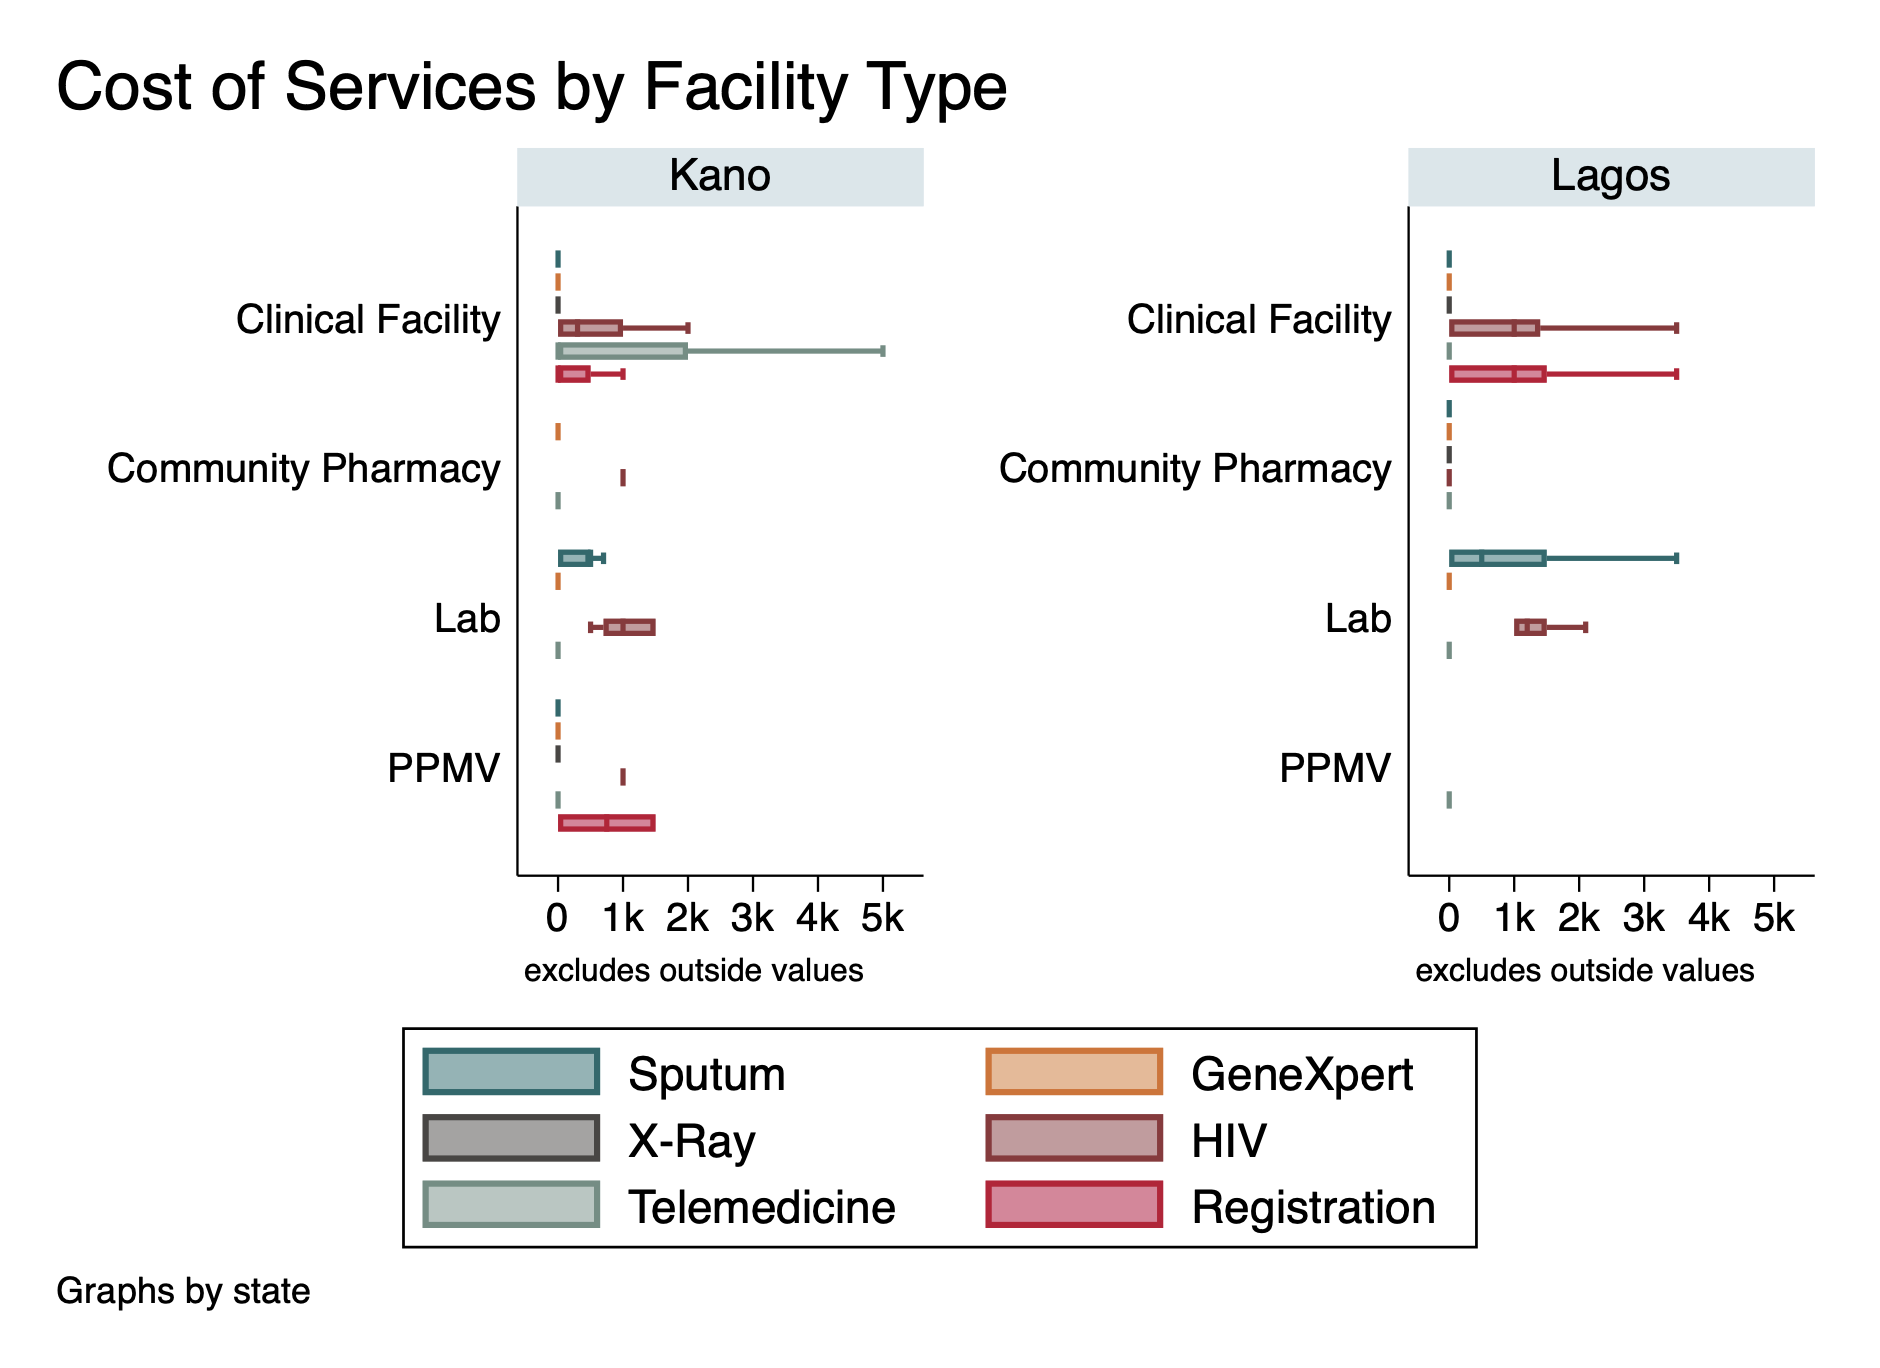 Cost of Services by Facility Type
Kano
Clinical Facility
Community Pharmacy
Lab
PPMV
0 1k 2k 3k 4k 5k
excludes outside values
Lagos
Clinical Facility
Community Pharmacy
Lab
PPMV
0 1k 2k 3k 4k 5k
excludes outside values
Sputum GeneXpert
X-Ray HIV
Telemedicine Registration
Graphs by state